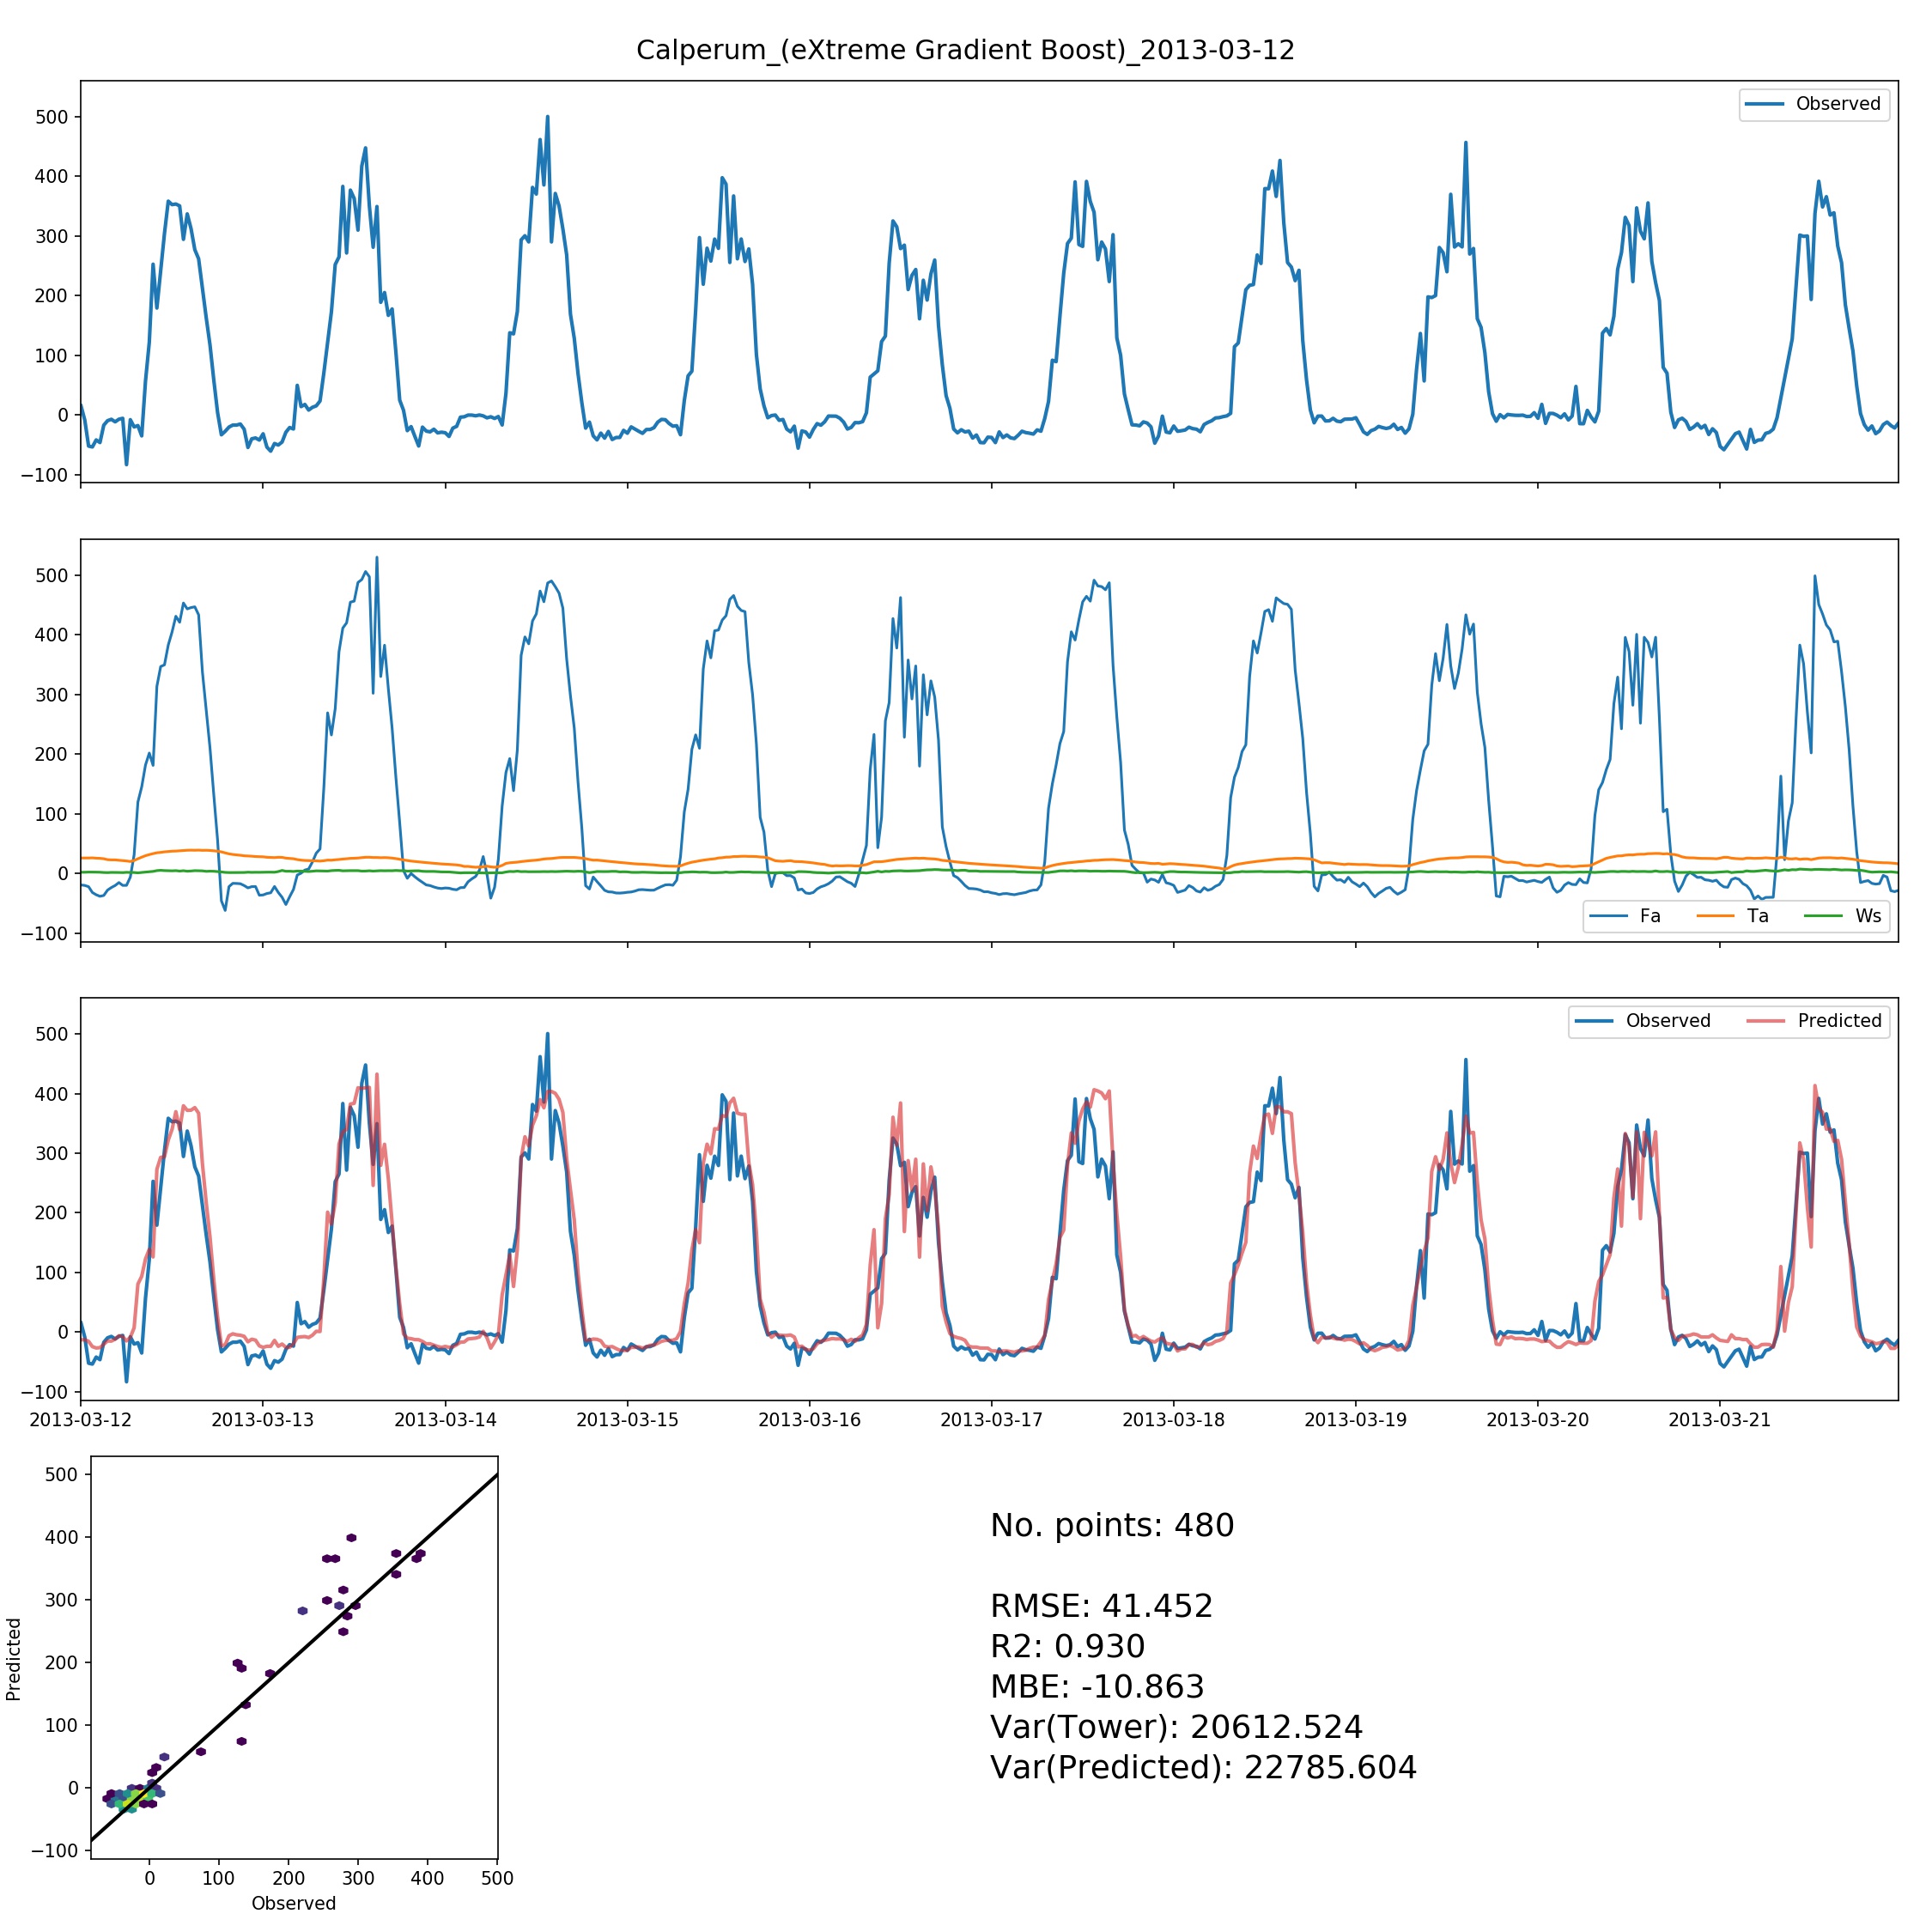 Calperum_(eXtreme Gradient Boost)_2013-03-12
500
400
300
200
100
0
−100
Observed
500
400
300
200
100
0
−100
Fa Ta Ws
500
400
300
200
100
0
−100
Observed Predicted
2013-03-12 2013-03-13 2013-03-14 2013-03-15 2013-03-16 2013-03-17 2013-03-18 2013-03-19 2013-03-20 2013-03-21
Predicted
500
400
300
200
100
0
−100
0 100 200 300 400 500
Observed
No. points: 480
RMSE: 41.452
R2: 0.930
MBE: -10.863
Var(Tower): 20612.524
Var(Predicted): 22785.604